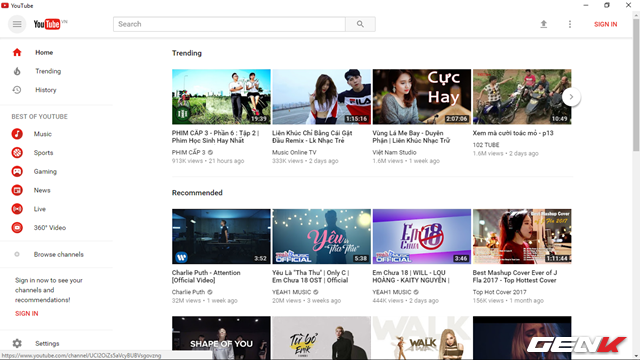 YouTube
YouTube VN
Search
SIGN IN
Home
Trending
History
BEST OF YOUTUBE
Music
Sports
Gaming
News
Live
360° Video
Browse channels
Sign in now to see your
channels and
recommendations!
SIGN IN
Settings
Trending
19:39
1:15:16
FILA
Cực
Hay
2:07:06
10:49
PHIM CẤP 3 - Phần 6 : Tập 2 |
Phim Học Sinh Hay Nhất
PHIM CẤP 3
913K views • 21 hours ago
Liên Khúc Chỉ Bằng Cái Gật
Đầu Remix - Lk Nhạc Trẻ
Music Online TV
333K views • 2 days ago
Vùng Lá Me Bay - Duyên
Phận | Liên Khúc Nhạc Trữ
Việt Nam Studio
1.6M views • 1 week ago
Xem mà cười toác mỏ - p13
102 TUBE
1.6M views • 2 days ago
Recommended
3:52
Yêu
là "Tha Thu"
OFFICIAL
5:38
Em
Chưa 18
OFFICIAL
3:46
Best Mashup Cover
Ever of J Fla 2017
1:11:44
Charlie Puth - Attention
[Official Video]
Charlie Puth
32M views • 1 week ago
Yêu Là "Tha Thu" | Only C |
Em Chưa 18 OST | Official
YEAH1 MUSIC
20M views • 3 weeks ago
Em Chưa 18 | WILL - LOU
HOÀNG - KAITY NGUYỄN |
YEAH1 MUSIC
444K views • 2 days ago
Best Mashup Cover Ever of J
Fla 2017 - Top Hottest Cover
Top Hot Cover 2017
156K views • 1 month ago
SHAPE OF YOU
Từ bỏ
WALK
AWAY
GENK